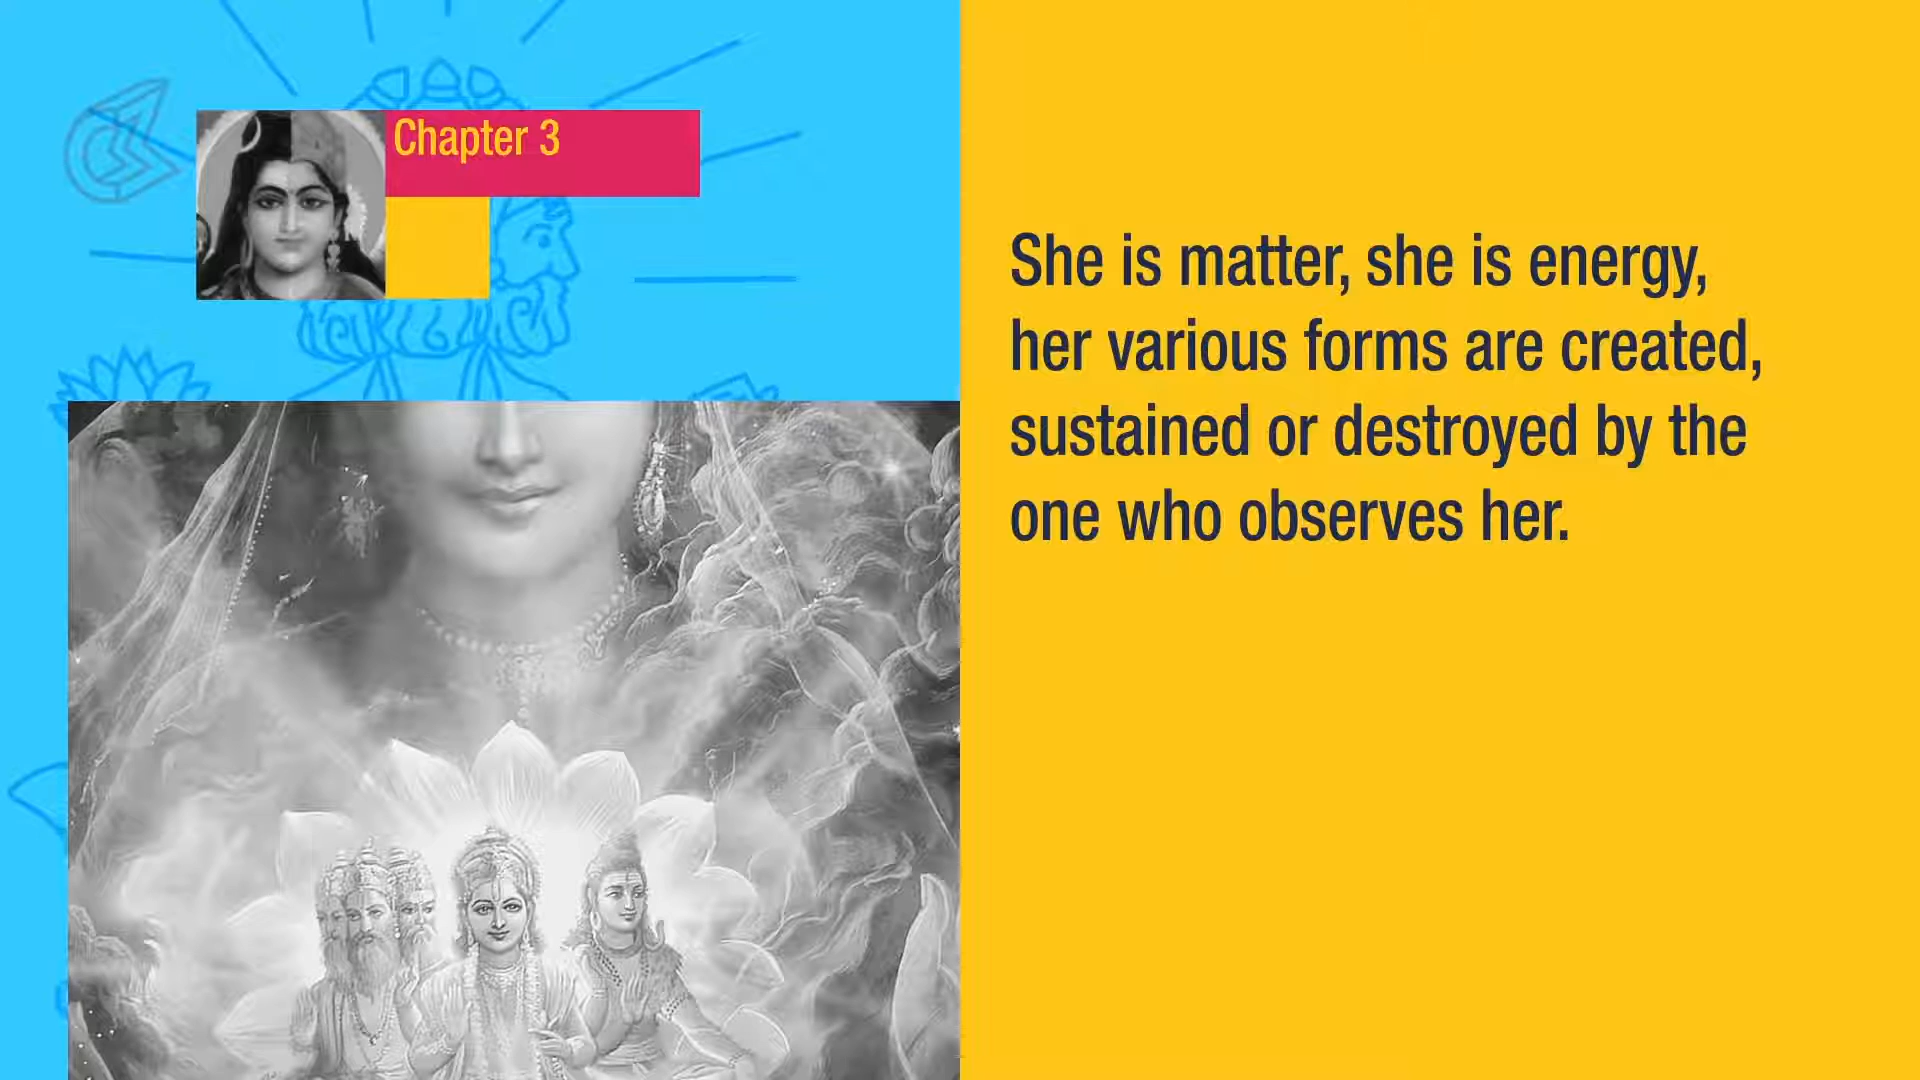 Chapter 3
She is matter, she is energy,
her various forms are created,
sustained or destroyed by the
one who observes her.